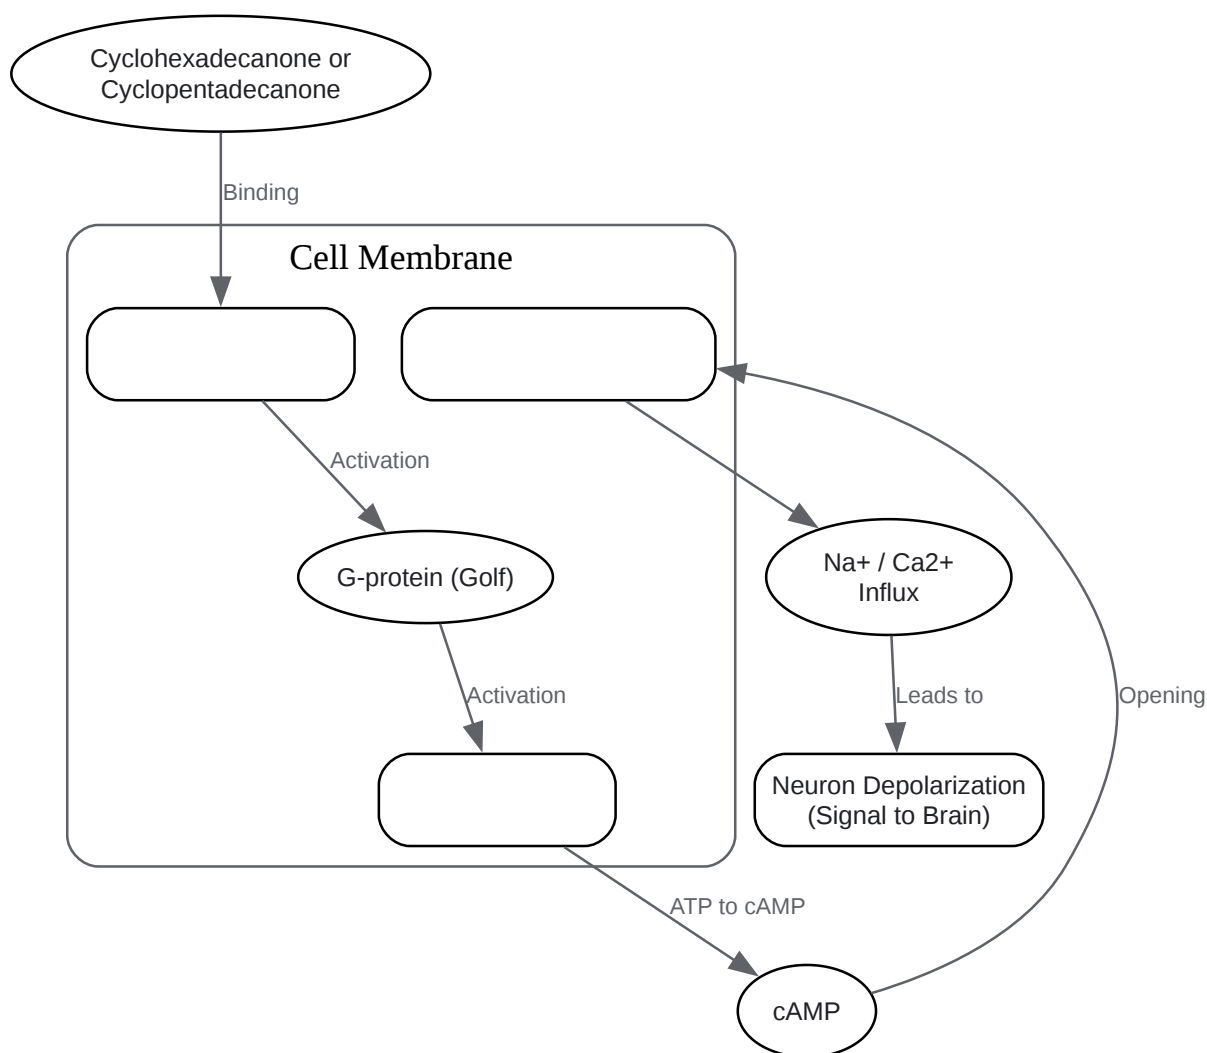 Cyclohexadecanone or
Cyclopentadecanone
Binding
Cell Membrane
Activation
G-protein (Golf)
Na+ / Ca2+
Influx
Activation
Leads to
Opening
Neuron Depolarization
(Signal to Brain)
ATP to cAMP
cAMP